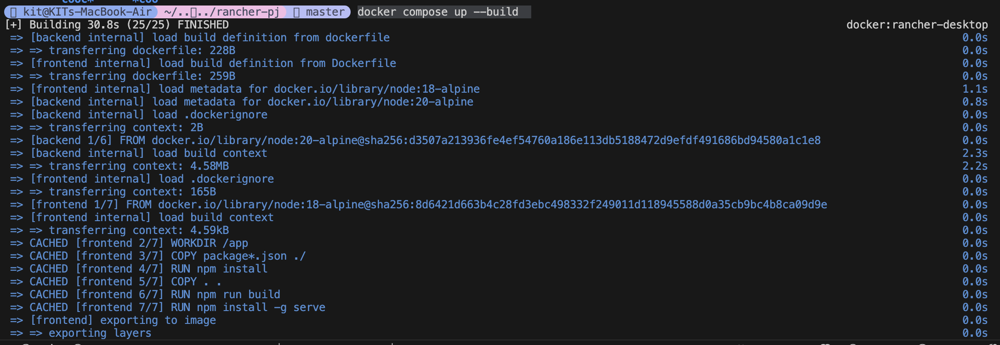 kit@KITs-MacBook-Air ~/..../rancher-pj master docker compose up --build
[+] Building 30.8s (25/25) FINISHED docker:rancher-desktop
=> [backend internal] load build definition from dockerfile 0.0s
=> => transferring dockerfile: 228B 0.0s
=> [frontend internal] load build definition from Dockerfile 0.0s
=> => transferring dockerfile: 259B 0.0s
=> [frontend internal] load metadata for docker.io/library/node:18-alpine 1.1s
=> [backend internal] load metadata for docker.io/library/node:20-alpine 0.8s
=> [backend internal] load .dockerignore 0.0s
=> => transferring context: 2B 0.0s
=> [backend 1/6] FROM docker.io/library/node:20-alpine@sha256:d3507a213936fe4ef54760a186e113db5188472d9efdf491686bd94580a1c1e8 0.0s
=> [backend internal] load build context 2.3s
=> => transferring context: 4.58MB 2.2s
=> [frontend internal] load .dockerignore 0.0s
=> => transferring context: 165B 0.0s
=> [frontend 1/7] FROM docker.io/library/node:18-alpine@sha256:8d6421d663b4c28fd3ebc498332f249011d118945588d0a35cb9bc4b8ca09d9e 0.0s
=> [frontend internal] load build context 0.0s
=> => transferring context: 4.59kB 0.0s
=> CACHED [frontend 2/7] WORKDIR /app 0.0s
=> CACHED [frontend 3/7] COPY package*.json ./ 0.0s
=> CACHED [frontend 4/7] RUN npm install 0.0s
=> CACHED [frontend 5/7] COPY . . 0.0s
=> CACHED [frontend 6/7] RUN npm run build 0.0s
=> CACHED [frontend 7/7] RUN npm install -g serve 0.0s
=> [frontend] exporting to image 0.0s
=> => exporting layers 0.0s